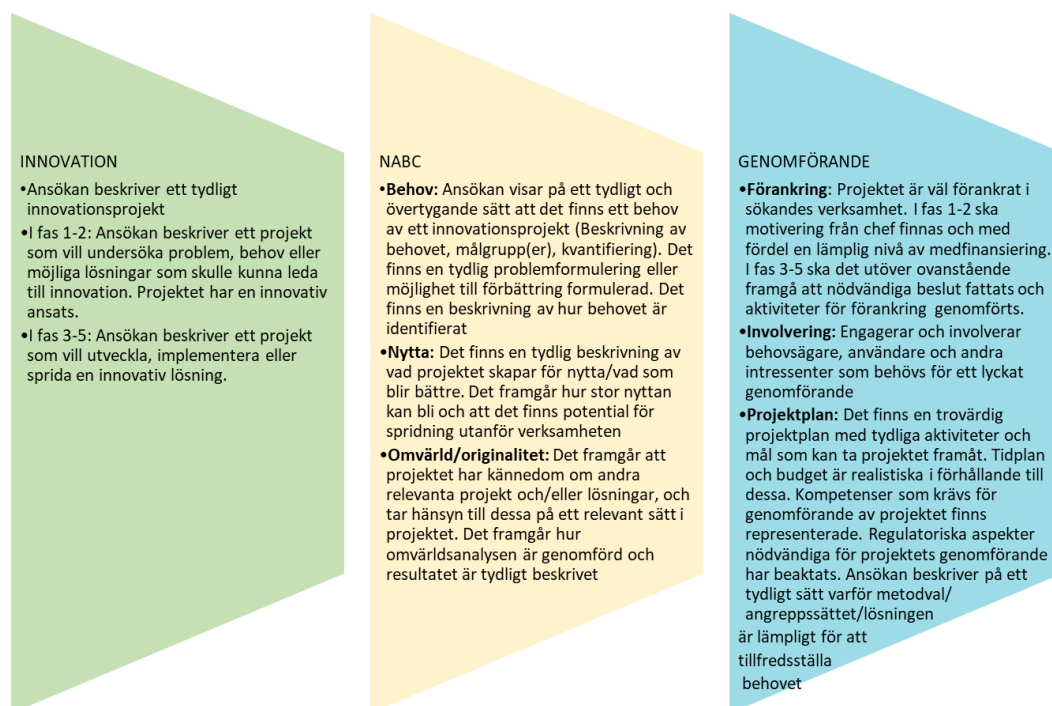 INNOVATION
•Ansökan beskriver ett tydligt
innovationsprojekt
•I fas 1-2: Ansökan beskriver ett projekt
som vill undersöka problem, behov eller
möjliga lösningar som skulle kunna leda
till innovation. Projektet har en innovativ
ansats.
•I fas 3-5: Ansökan beskriver ett projekt
som vill utveckla, implementera eller
sprida en innovativ lösning.
NABC
•Behov: Ansökan visar på ett tydligt och
övertygande sätt att det finns ett behov
av ett innovationsprojekt (Beskrivning av
behovet, målgrupp(er), kvantifiering). Det
finns en tydlig problemformulering eller
möjlighet till förbättring formulerad. Det
finns en beskrivning av hur behovet är
identifierat
•Nytta: Det finns en tydlig beskrivning av
vad projektet skapar för nytta/vad som
blir bättre. Det framgår hur stor nyttan
kan bli och att det finns potential för
spridning utanför verksamheten
•Omvärld/originalitet: Det framgår att
projektet har kännedom om andra
relevanta projekt och/eller lösningar, och
tar hänsyn till dessa på ett relevant sätt i
projektet. Det framgår hur
omvärldsanalysen är genomförd och
resultatet är tydligt beskrivet
GENOMFÖRANDE
•Förankring: Projektet är väl förankrat i
sökandes verksamhet. I fas 1-2 ska
motivering från chef finnas och med
fördel en lämplig nivå av medfinansiering.
I fas 3-5 ska det utöver ovanstående
framgå att nödvändiga beslut fattats och
aktiviteter för förankring genomförts.
•Involvering: Engagerar och involverar
behovsägare, användare och andra
intressenter som behövs för ett lyckat
genomförande
•Projektplan: Det finns en trovärdig
projektplan med tydliga aktiviteter och
mål som kan ta projektet framåt. Tidplan
och budget är realistiska i förhållande till
dessa. Kompetenser som krävs för
genomförande av projektet finns
representerade. Regulatoriska aspekter
nödvändiga för projektets genomförande
har beaktats. Ansökan beskriver på ett
tydligt sätt varför metodval/
angreppssättet/lösningen
är lämpligt för att
tillfredsställa
behovet